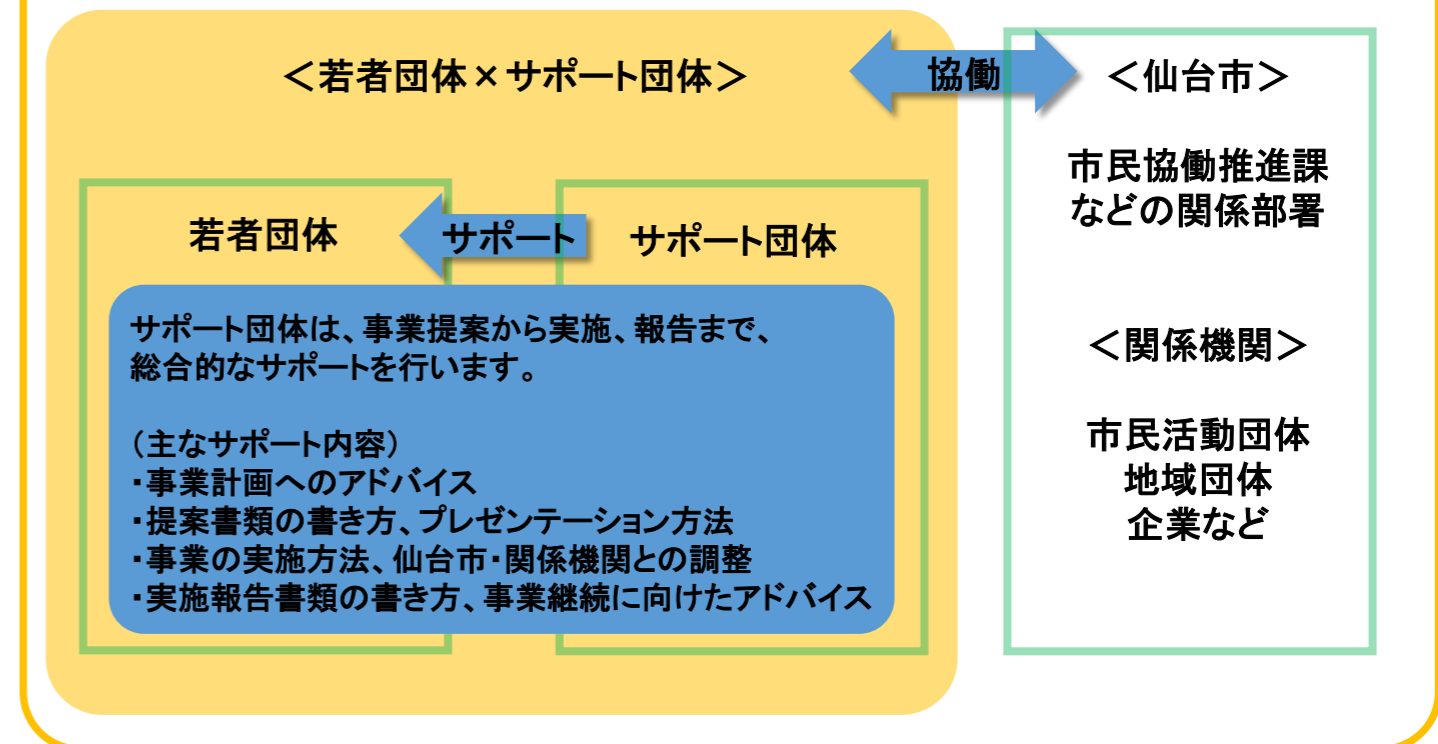 ＜若者団体×サポート団体＞
協働
＜仙台市＞
市民協働推進課
などの関係部署
若者団体
サポート
サポート団体
サポート団体は、事業提案から実施、報告まで、
総合的なサポートを行います。
（主なサポート内容）
・事業計画へのアドバイス
・提案書類の書き方、プレゼンテーション方法
・事業の実施方法、仙台市・関係機関との調整
・実施報告書類の書き方、事業継続に向けたアドバイス
＜関係機関＞
市民活動団体
地域団体
企業など